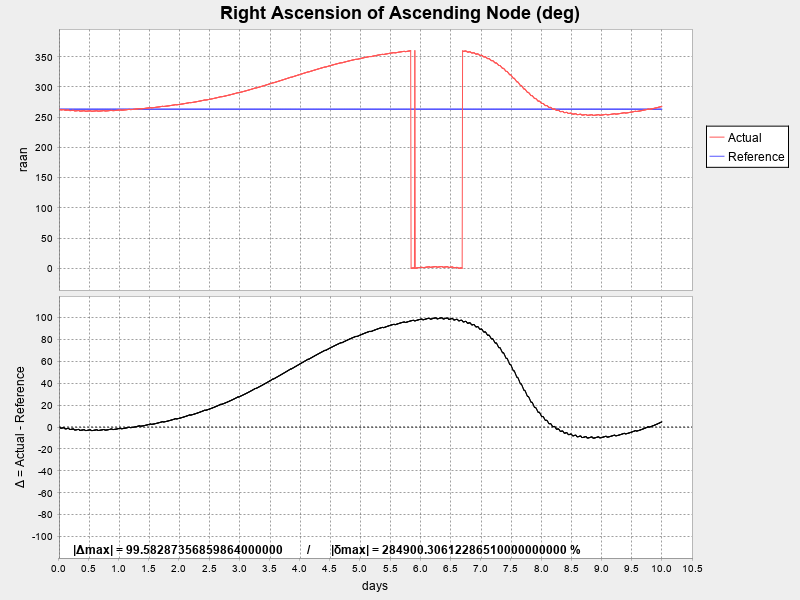 Right Ascension of Ascending Node (deg)
350
300
250
200
150
100
50
0
raan
Actual
Reference
100
80
60
40
20
0
-20
-40
-60
-80
-100
Δ = Actual - Reference
|Δmax| = 99.58287356859864000000 / |δmax| = 284900.30612286510000000000 %
0.0 0.5 1.0 1.5 2.0 2.5 3.0 3.5 4.0 4.5 5.0 5.5 6.0 6.5 7.0 7.5 8.0 8.5 9.0 9.5 10.0 10.5
days